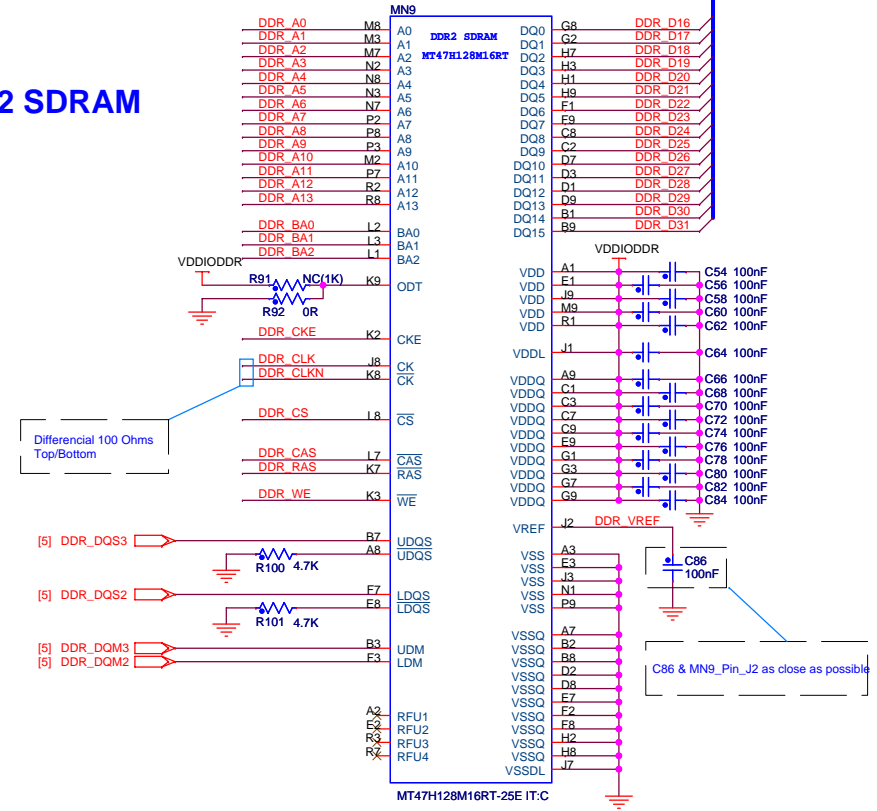 2 SDRAM
MN9
DDR2 SDRAM
MT47H128M16RT
DDR_A0 M8 A0
DDR_A1 M3 A1
DDR_A2 M7 A2
DDR_A3 N2 A3
DDR_A4 N8 A4
DDR_A5 N3 A5
DDR_A6 N7 A6
DDR_A7 P2 A7
DDR_A8 P8 A8
DDR_A9 P3 A9
DDR_A10 M2 A10
DDR_A11 P7 A11
DDR_A12 R2 A12
DDR_A13 R8 A13
DDR_BA0 L2 BA0
DDR_BA1 L3 BA1
DDR_BA2 L1 BA2
VDDIODDR
R91 NC(1K) K9 ODT
R92 0R
DDR_CKE K2 CKE
DDR_CLK J8 CK
DDR_CLKN K8 CK
DDR_CS L8 CS
Differencial 100 Ohms
Top/Bottom
DDR_CAS L7 CAS
DDR_RAS K7 RAS
DDR_WE K3 WE
[5] DDR_DQS3 B7 UDQS
A8 UDQS
R100 4.7K
[5] DDR_DQS2 F7 LDQS
E8 LDQS
R101 4.7K
[5] DDR_DQM3 B3 UDM
[5] DDR_DQM2 F3 LDM
A2 RFU1
E2 RFU2
R3 RFU3
R7 RFU4
DQ0 G8 DDR_D16
DQ1 G2 DDR_D17
DQ2 H7 DDR_D18
DQ3 H3 DDR_D19
DQ4 H1 DDR_D20
DQ5 H9 DDR_D21
DQ6 F1 DDR_D22
DQ7 F9 DDR_D23
DQ8 C8 DDR_D24
DQ9 C2 DDR_D25
DQ10 D7 DDR_D26
DQ11 D3 DDR_D27
DQ12 D1 DDR_D28
DQ13 D9 DDR_D29
DQ14 B1 DDR_D30
DQ15 B9 DDR_D31
VDDIODDR
VDD A1 C54 100nF
VDD E1 C56 100nF
VDD J9 C58 100nF
VDD M9 C60 100nF
VDD R1 C62 100nF
VDDL J1 C64 100nF
VDDQ A9 C66 100nF
VDDQ C1 C68 100nF
VDDQ C3 C70 100nF
VDDQ C7 C72 100nF
VDDQ C9 C74 100nF
VDDQ E9 C76 100nF
VDDQ G1 C78 100nF
VDDQ G3 C80 100nF
VDDQ G7 C82 100nF
VDDQ G9 C84 100nF
VREF J2 DDR_VREF
C86
100nF
VSS A3
VSS E3
VSS J3
VSS N1
VSS P9
VSSQ A7
VSSQ B2
VSSQ B8
VSSQ D2
VSSQ D8
VSSQ E7
VSSQ F2
VSSQ F8
VSSQ H2
VSSQ H8
VSSDL J7
C86 & MN9_Pin_J2 as close as possible
MT47H128M16RT-25E IT:C